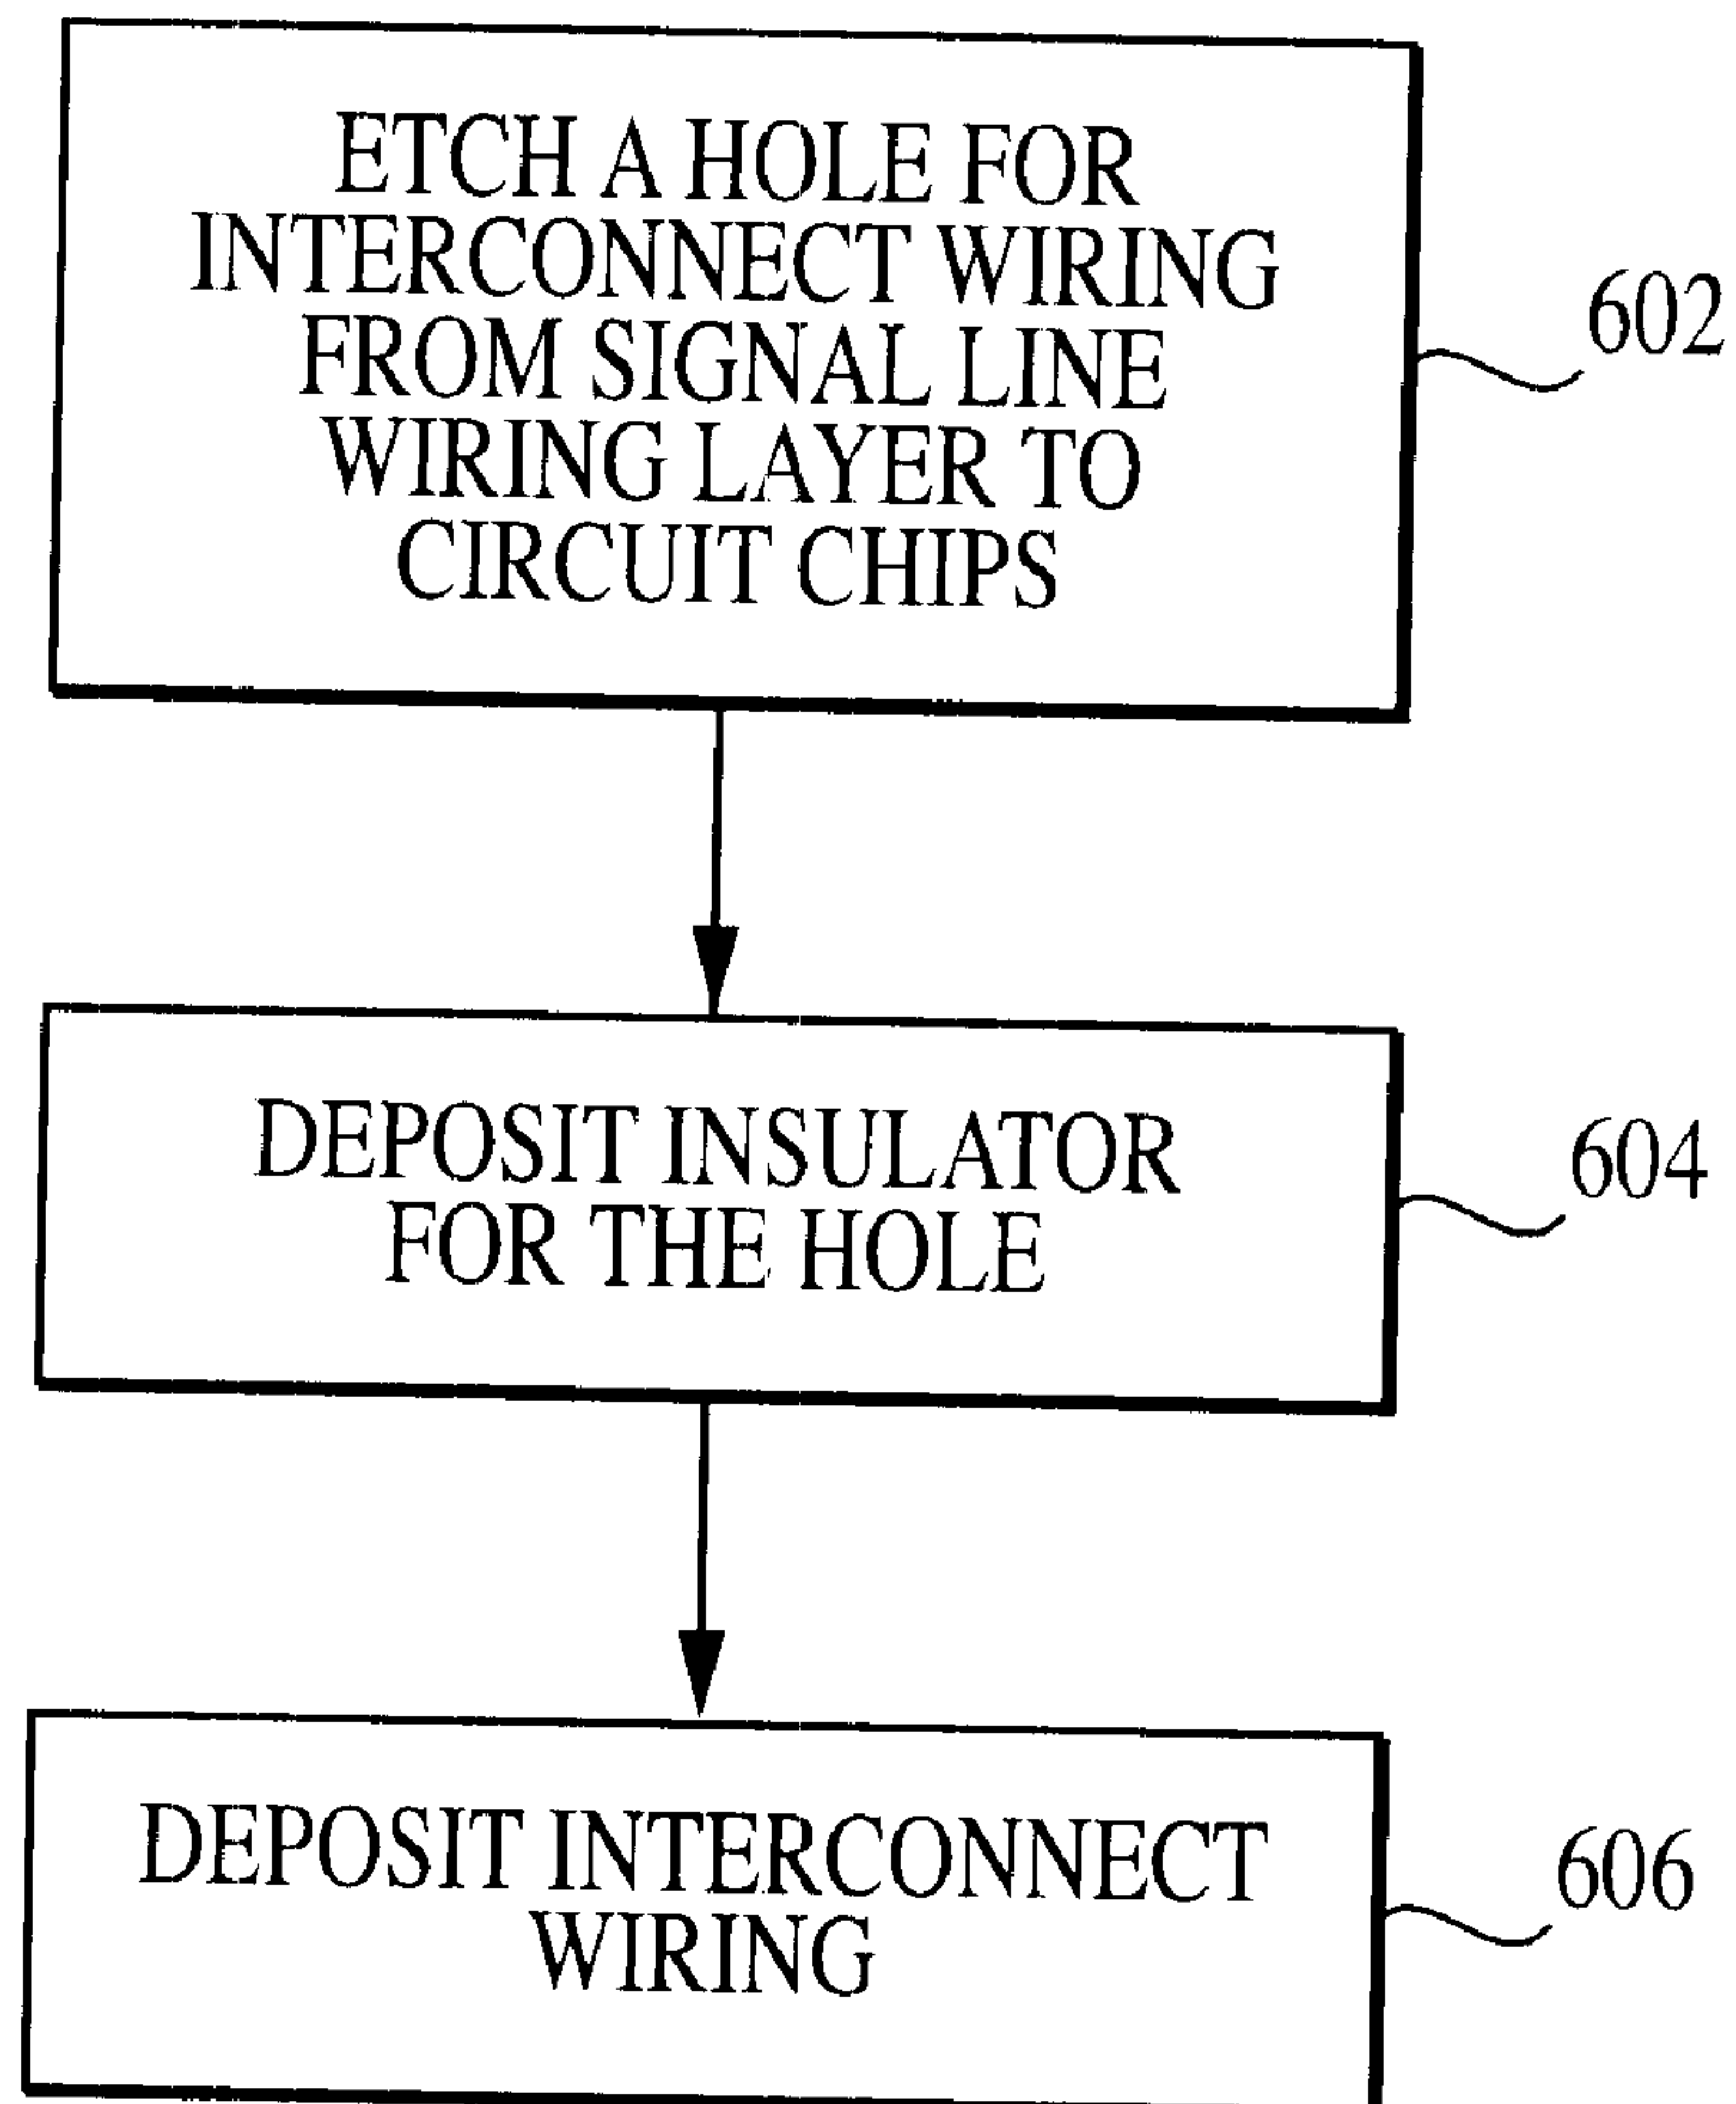 ETCH A HOLE FOR
INTERCONNECT WIRING
FROM SIGNAL LINE
WIRING LAYER TO
CIRCUIT CHIPS
602
DEPOSIT INSULATOR
FOR THE HOLE
604
DEPOSIT INTERCONNECT
WIRING
606